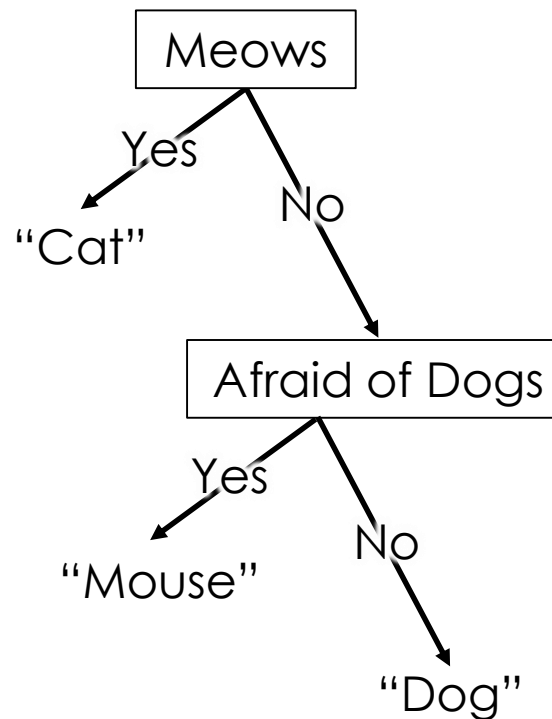 Meows
Yes
No
“Cat”
Afraid of Dogs
Yes
No
“Mouse”
“Dog”